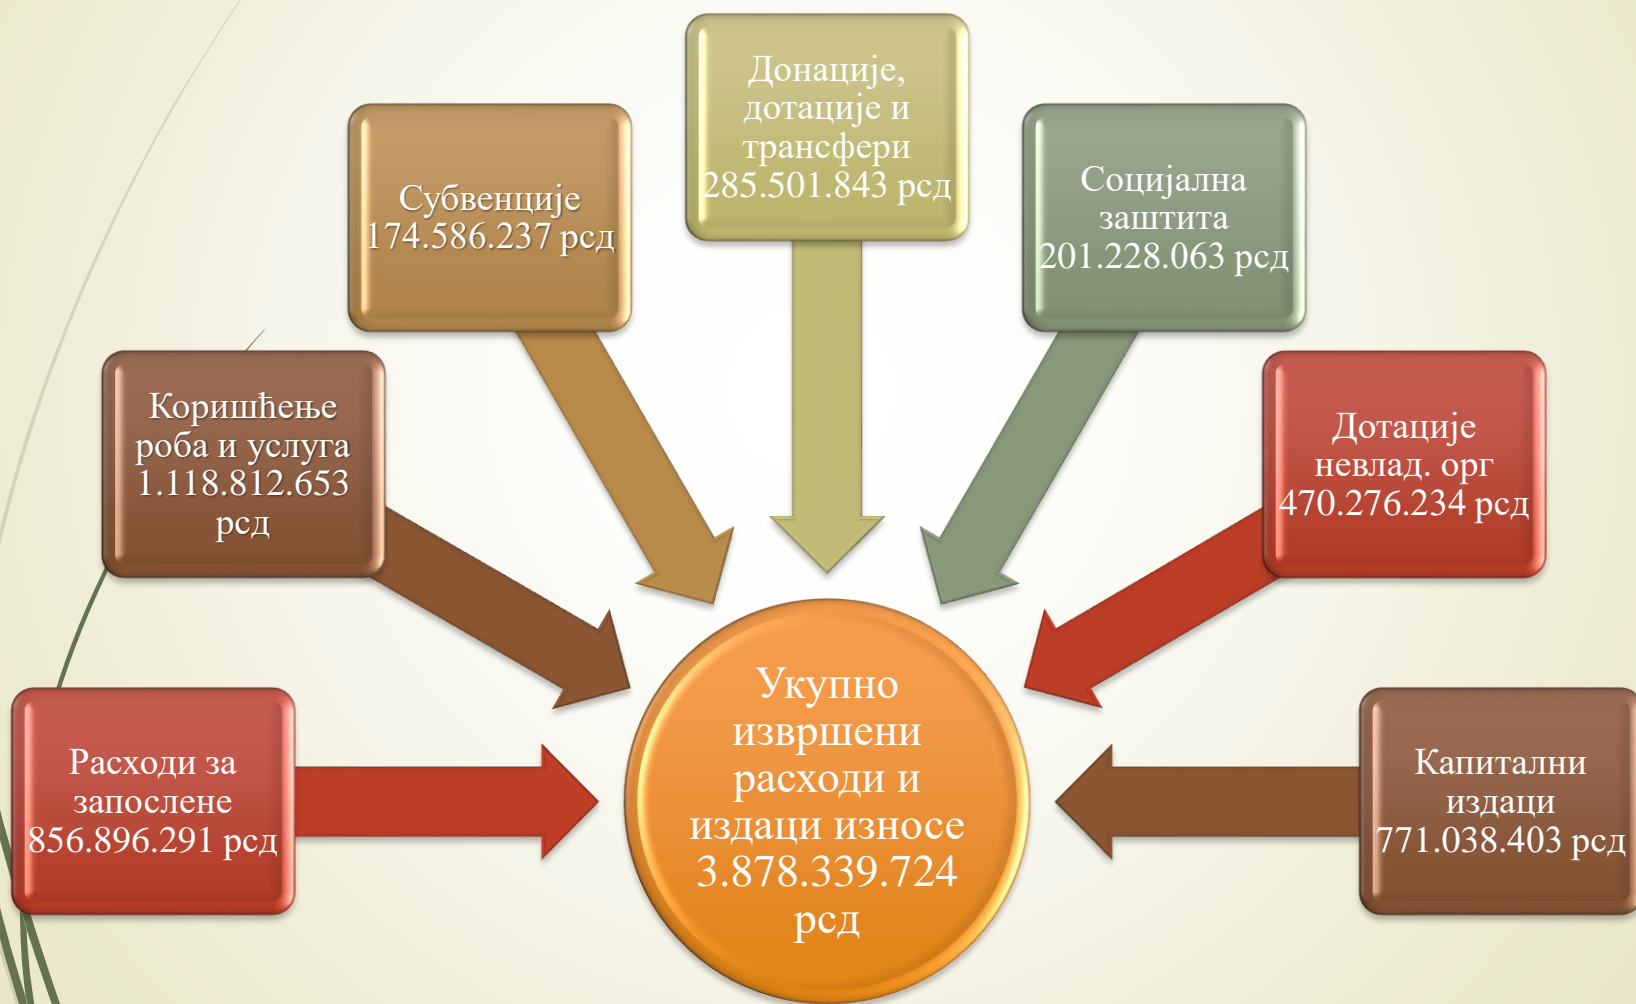 Донације,
дотације и
трансфери
285.501.843 рсд
Субвенције
174.586.237 рсд
Социјална
заштита
201.228.063 рсд
Коришћење
роба и услуга
1.118.812.653
рсд
Дотације
невлад. орг
470.276.234 рсд
Расходи за
запослене
856.896.291 рсд
Укупно
извршени
расходи и
издаци износе
3.878.339.724
рсд
Капитални
издаци
771.038.403 рсд